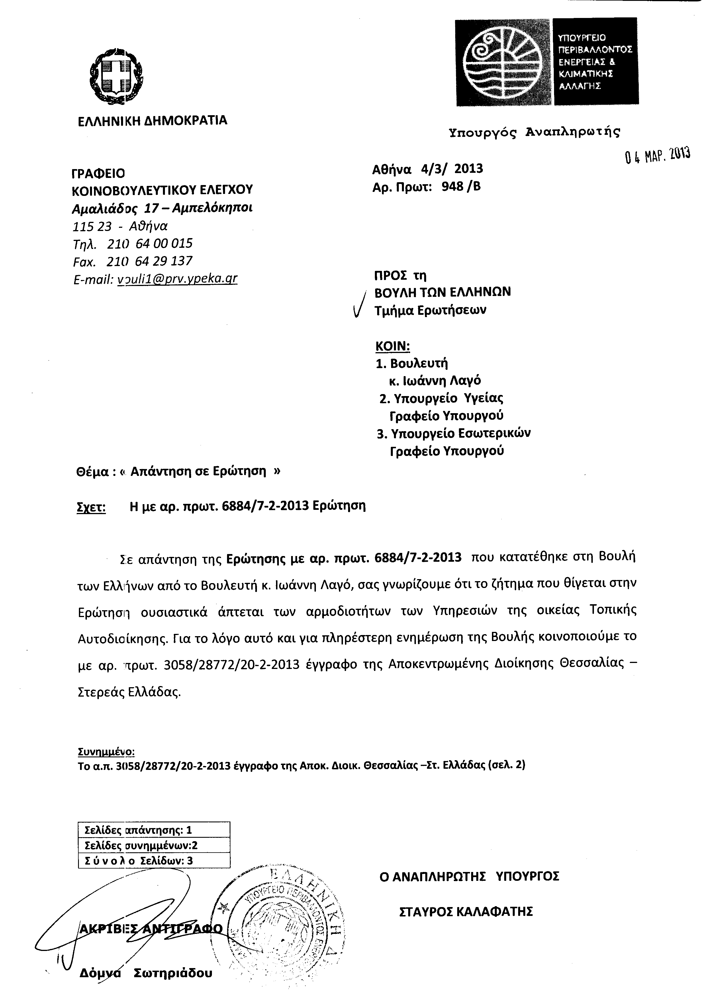 ΥΠΟΥΡΓΕΙΟ
ΠΕΡΙΒΑΛΛΟΝΤΟΣ
ΕΝΕΡΓΕΙΑΣ &
ΚΛΙΜΑΤΙΚΗΣ
ΑΛΛΑΓΗΣ
ΕΛΛΗΝΙΚΗ ΔΗΜΟΚΡΑΤΙΑ
Υπουργός Αναπληρωτής
04 ΜΑΡ. 2013
ΓΡΑΦΕΙΟ
ΚΟΙΝΟΒΟΥΛΕΥΤΙΚΟΥ ΕΛΕΓΧΟΥ
Αμαλιάδος 17 – Αμπελόκηποι
115 23 - Αθήνα
Τηλ. 210 64 00 015
Fax. 210 64 29 137
E-mail: vouli1@prv.ypeka.gr
Αθήνα 4/3/ 2013
Αρ. Πρωτ: 948 /Β
ΠΡΟΣ τη
ΒΟΥΛΗ ΤΩΝ ΕΛΛΗΝΩΝ
Τμήμα Ερωτήσεων
ΚΟΙΝ:
1. Βουλευτή
κ. Ιωάννη Λαγό
2. Υπουργείο Υγείας
Γραφείο Υπουργού
3. Υπουργείο Εσωτερικών
Γραφείο Υπουργού
Θέμα : « Απάντηση σε Ερώτηση »
Σχετ: Η με αρ. πρωτ. 6884/7-2-2013 Ερώτηση
Σε απάντηση της Ερώτησης με αρ. πρωτ. 6884/7-2-2013 που κατατέθηκε στη Βουλή
των Ελλήνων από το Βουλευτή κ. Ιωάννη Λαγό, σας γνωρίζουμε ότι το ζήτημα που θίγεται στην
Ερώτηση ουσιαστικά άπτεται των αρμοδιοτήτων των Υπηρεσιών της οικείας Τοπικής
Αυτοδιοίκησης. Για το λόγο αυτό και για πληρέστερη ενημέρωση της Βουλής κοινοποιούμε το
με αρ. πρωτ. 3058/28772/20-2-2013 έγγραφο της Αποκεντρωμένης Διοίκησης Θεσσαλίας –
Στερεάς Ελλάδας.
Συνημμένο:
Το α.π. 3058/28772/20-2-2013 έγγραφο της Αποκ. Διοικ. Θεσσαλίας –Στ. Ελλάδας (σελ. 2)
Σελίδες απάντησης: 1
Σελίδες συνημμένων:2
Σ ύ ν ο λ ο Σελίδων: 3
Ο ΑΝΑΠΛΗΡΩΤΗΣ ΥΠΟΥΡΓΟΣ
ΣΤΑΥΡΟΣ ΚΑΛΑΦΑΤΗΣ
ΕΛΛΗΝΙΚΗ Δ
ΥΠΟΥΡΓΕΙΟ ΠΕΡΙΒΑΛΛΟΝΤΟΣ
ΑΚΡΙΒΕΣ ΑΝΤΙΓΡΑΦΟ
Δόμνα Σωτηριάδου